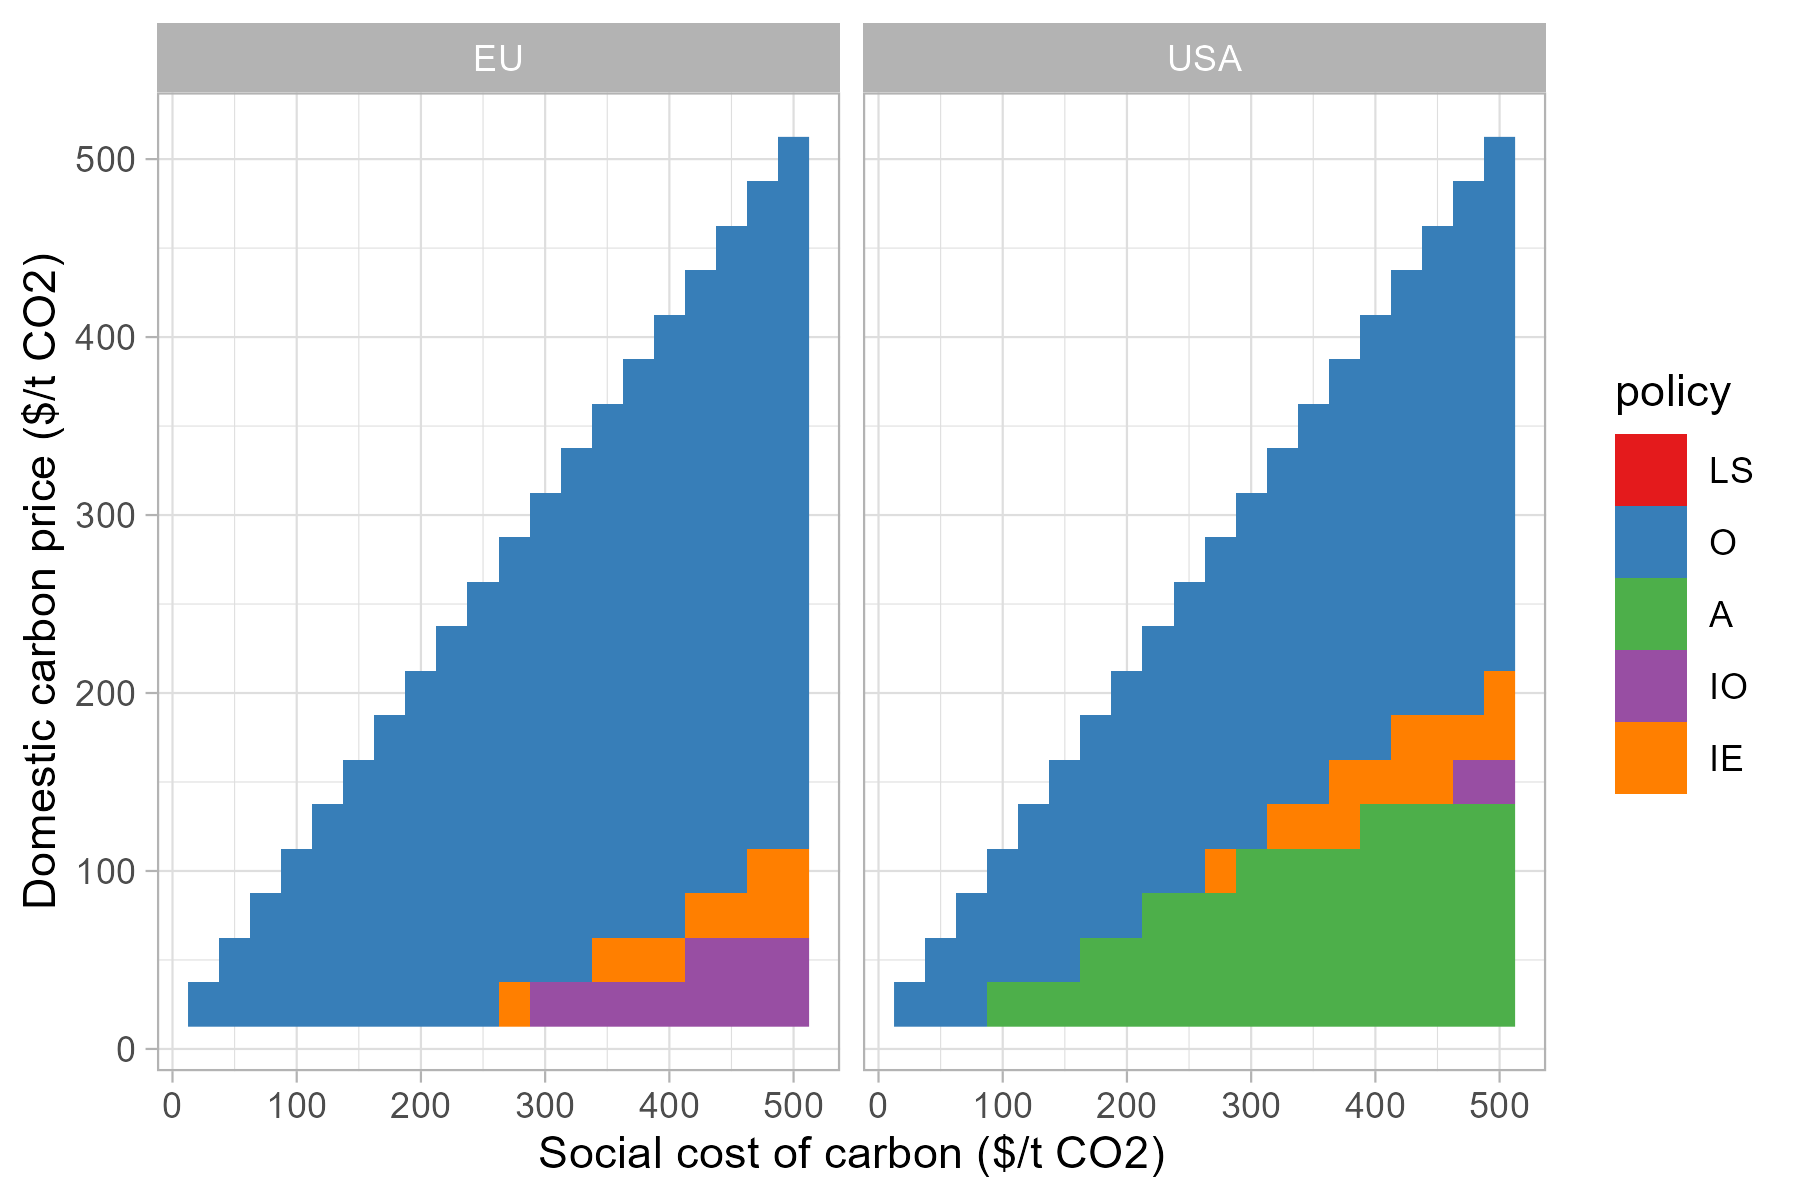 EU
USA
Domestic carbon price ($/t CO2)
500
400
300
200
100
0
0 100 200 300 400 500
0 100 200 300 400 500
Social cost of carbon ($/t CO2)
policy
LS
O
A
IO
IE